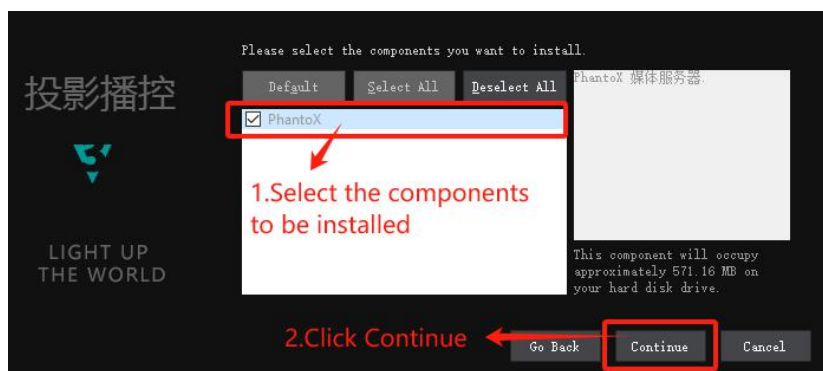 Please select the components you want to install.
投影播控
LIGHT UP
THE WORLD
Default
Select All
Deselect All
PhantoX
1.Select the components
to be installed
PhantoX 媒体服务器.
This component will occupy
approximately 571.16 MB on
your hard disk drive.
2.Click Continue
Go Back
Continue
Cancel